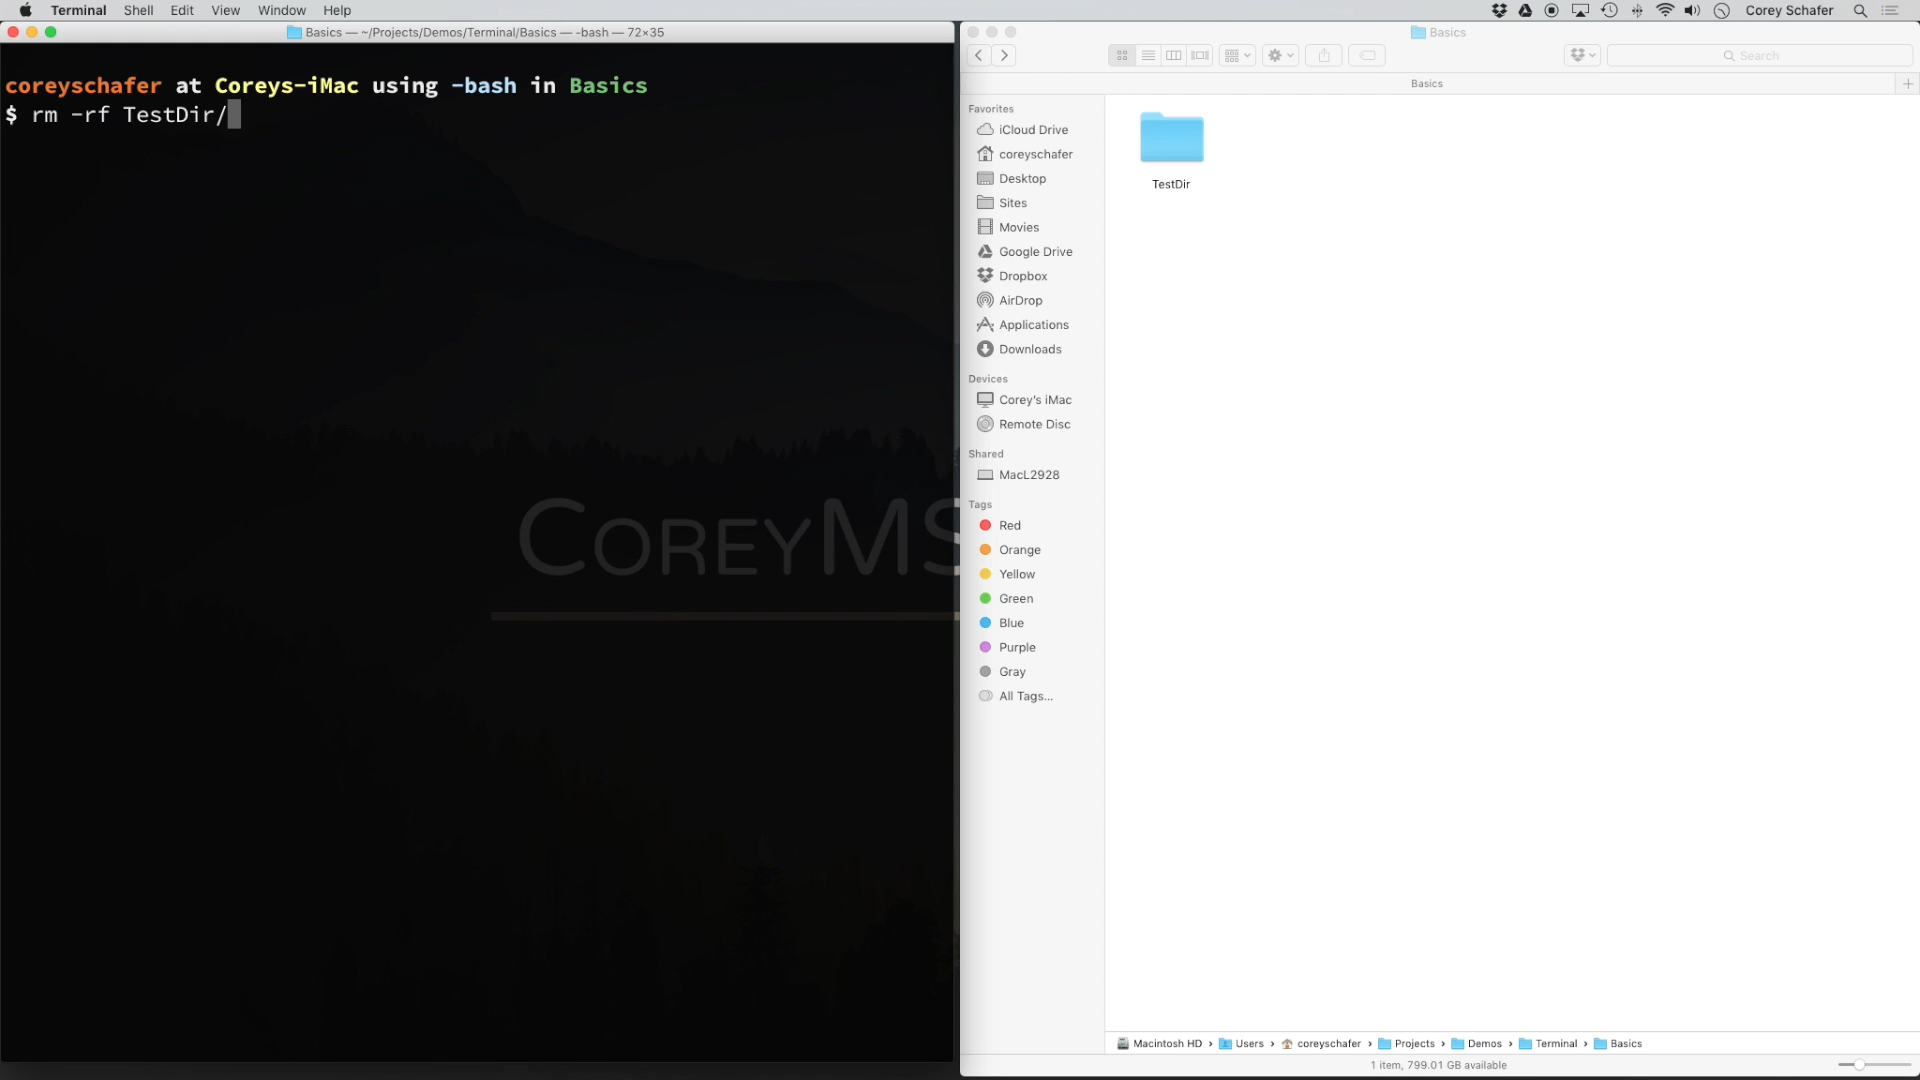 Terminal Shell Edit View Window Help
Corey Schafer
Basics — ~/Projects/Demos/Terminal/Basics — -bash — 72×35
coreyschafer at Coreys-iMac using -bash in Basics
$ rm -rf TestDir/
COREYMS
Basics
Search
Basics
Favorites
iCloud Drive
coreyschafer
Desktop
Sites
Movies
Google Drive
Dropbox
AirDrop
Applications
Downloads
Devices
Corey's iMac
Remote Disc
Shared
MacL2928
Tags
Red
Orange
Yellow
Green
Blue
Purple
Gray
All Tags...
TestDir
Macintosh HD › Users › coreyschafer › Projects › Demos › Terminal › Basics
1 item, 799.01 GB available